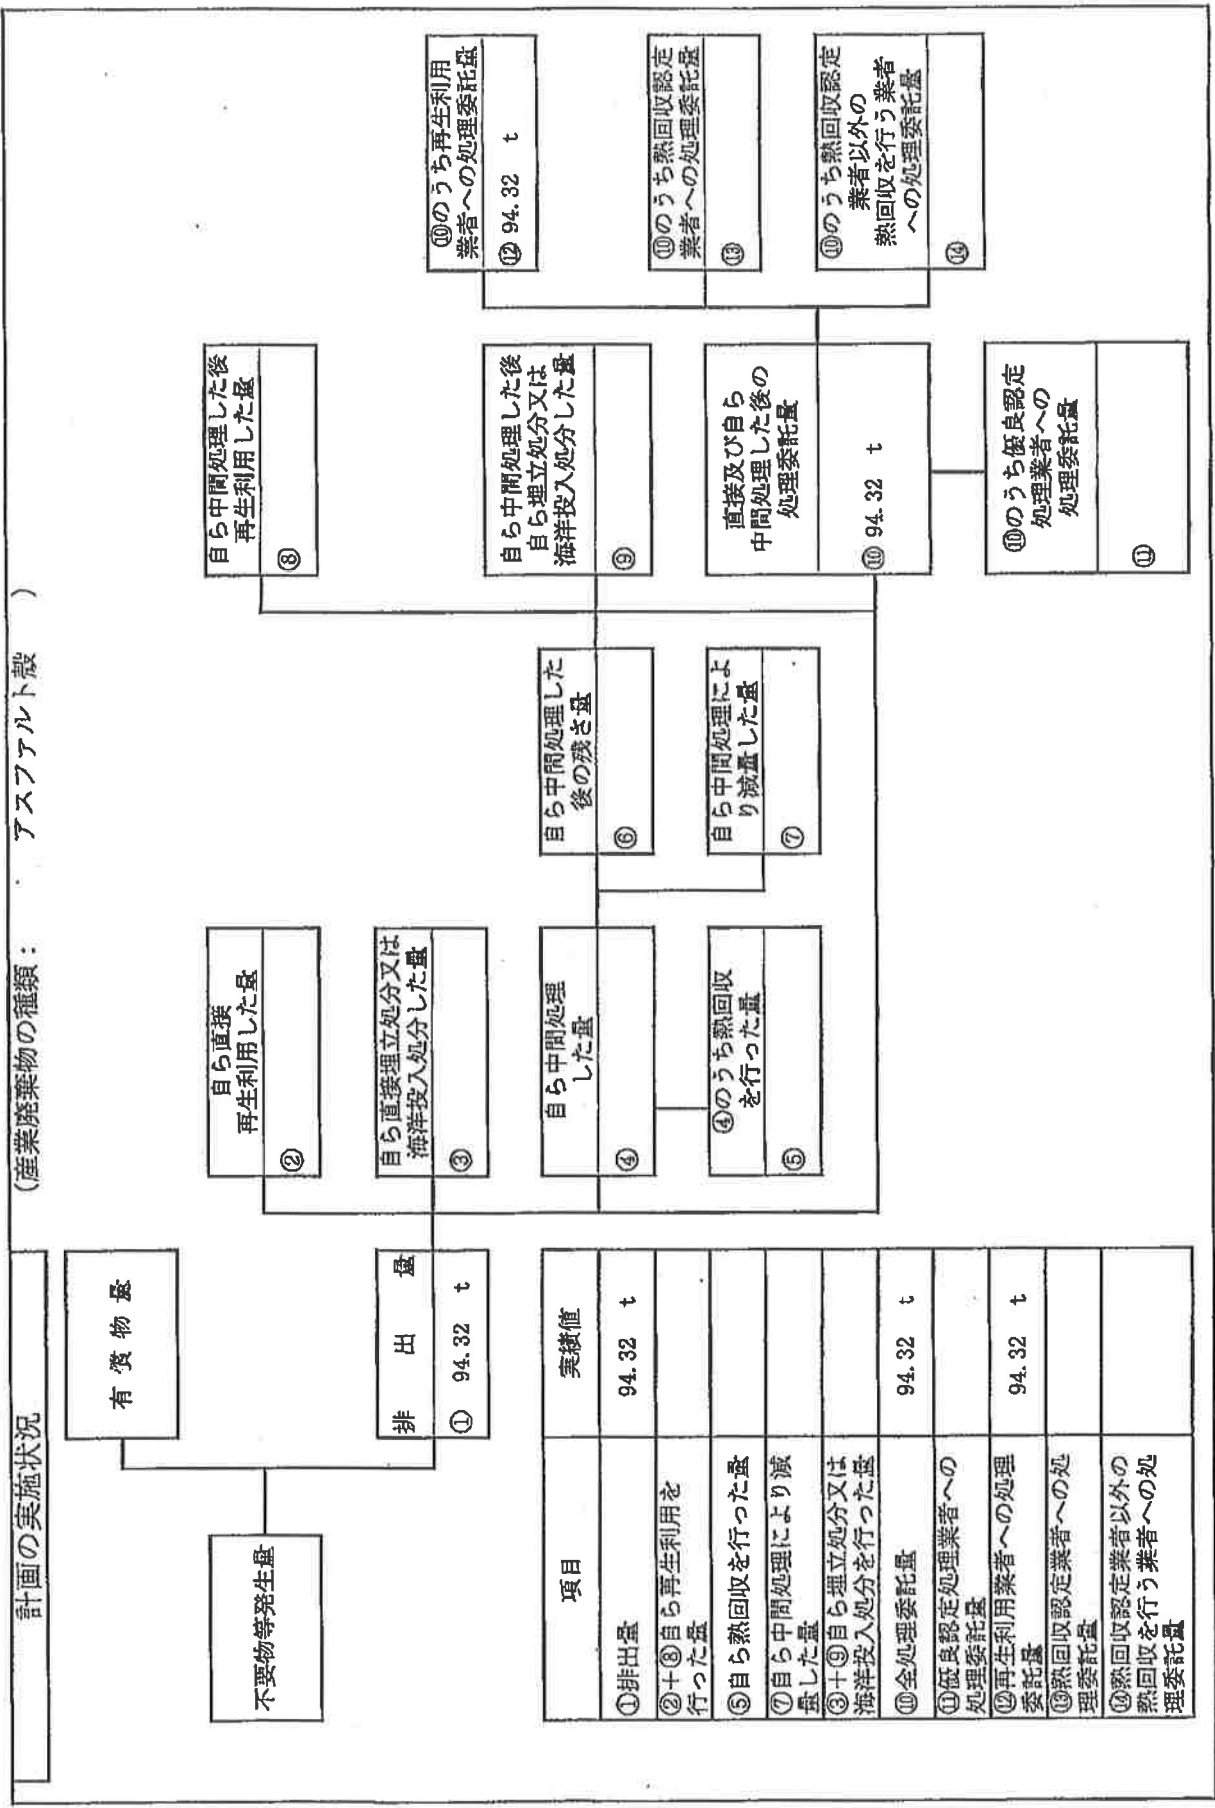 計画の実施状況
(産業廃棄物の種類： アスファルト殻 )
不要物等発生量
有償物量
排出量
① 94.32 t
自ら直接
再生利用した量
②
自ら直接埋立処分又は
海洋投入処分した量
③
自ら中間処理
した量
④
④のうち熱回収
を行った量
⑤
自ら中間処理した
後の残さ量
⑥
自ら中間処理によ
り減量した量
⑦
自ら中間処理した後
再生利用した量
⑧
自ら中間処理した後
自ら埋立処分又は
海洋投入処分した量
⑨
直接及び自ら
中間処理した後の
処理委託量
⑩ 94.32 t
⑩のうち優良認定
処理業者への
処理委託量
⑪
⑩のうち再生利用
業者への処理委託量
⑫ 94.32 t
⑩のうち熱回収認定
業者への処理委託量
⑬
⑩のうち熱回収認定
業者以外の
熱回収を行う業者
への処理委託量
⑭
項目 実績値
①排出量 94.32 t
②＋⑧自ら再生利用を
行った量
⑤自ら熱回収を行った量
⑦自ら中間処理により減
量した量
③＋⑨自ら埋立処分又は
海洋投入処分を行った量
⑩全処理委託量 94.32 t
⑪優良認定処理業者への
処理委託量
⑫再生利用業者への処理
委託量 94.32 t
⑬熱回収認定業者への処
理委託量
⑭熱回収認定業者以外の
熱回収を行う業者への処
理委託量